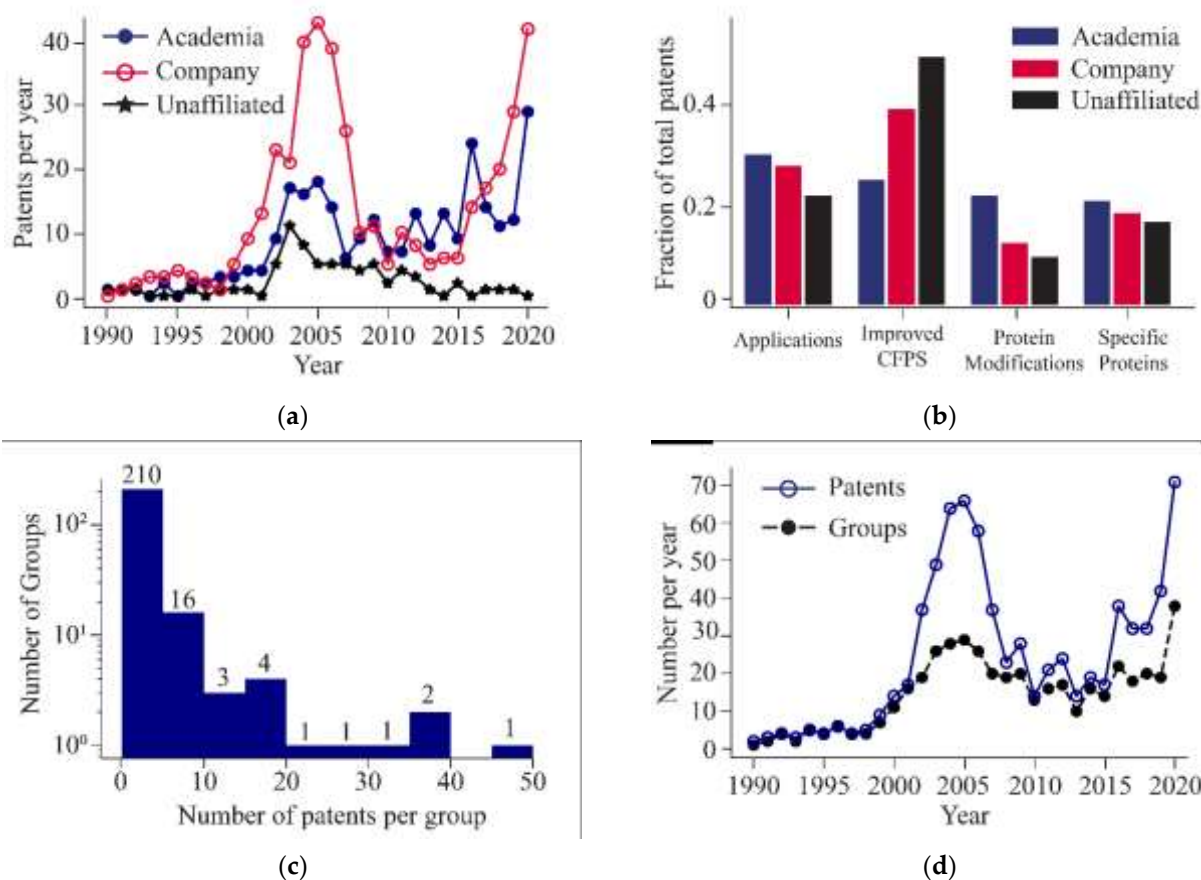 40
30
20
10
0
Patents per year
Academia
Company
Unaffiliated
1990 1995 2000 2005 2010 2015 2020
Year
(a)
0.4
0.2
0
Fraction of total patents
Academia
Company
Unaffiliated
Applications
Improved
CFPS
Protein
Modifications
Specific
Proteins
(b)
10²
10¹
10⁰
Number of Groups
210
16
3
4
1
1
1
2
1
0 10 20 30 40 50
Number of patents per group
(c)
70
60
50
40
30
20
10
0
Number per year
Patents
Groups
1990 1995 2000 2005 2010 2015 2020
Year
(d)